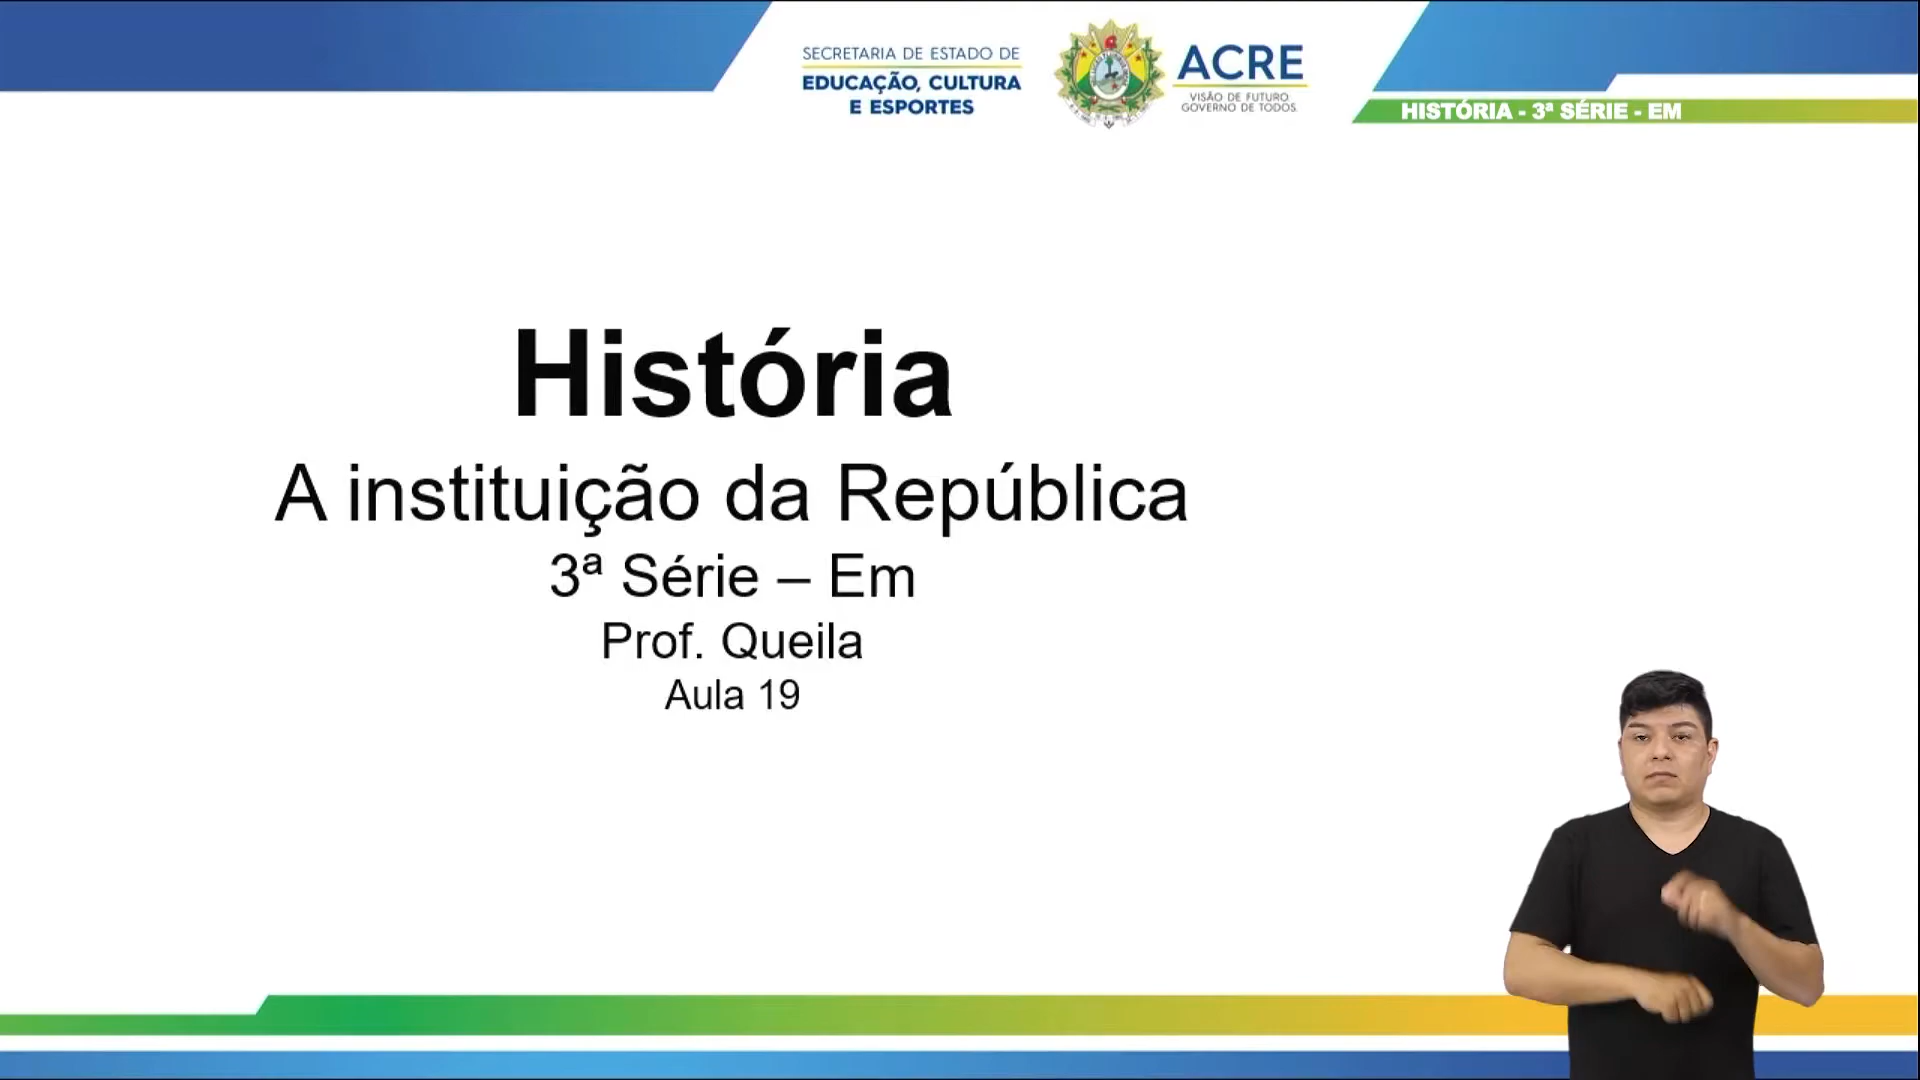 SECRETARIA DE ESTADO DE
EDUCAÇÃO, CULTURA
E ESPORTES
ACRE
VISÃO DE FUTURO.
GOVERNO DE TODOS.
HISTÓRIA - 3ª SÉRIE - EM
História
A instituição da República
3ª Série – Em
Prof. Queila
Aula 19